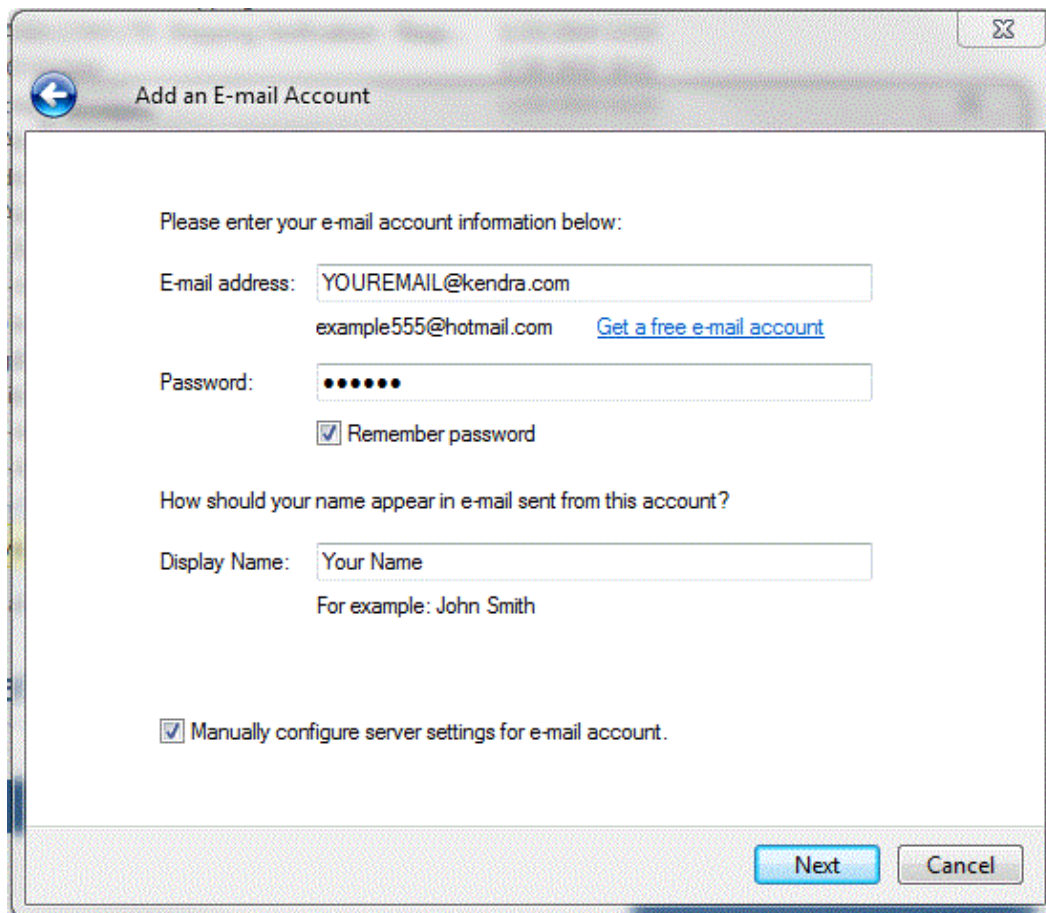 Add an E-mail Account
Please enter your e-mail account information below:
E-mail address: YOUREMAIL@kendra.com
example555@hotmail.com Get a free e-mail account
Password: ●●●●●●
Remember password
How should your name appear in e-mail sent from this account?
Display Name: Your Name
For example: John Smith
Manually configure server settings for e-mail account.
Next Cancel